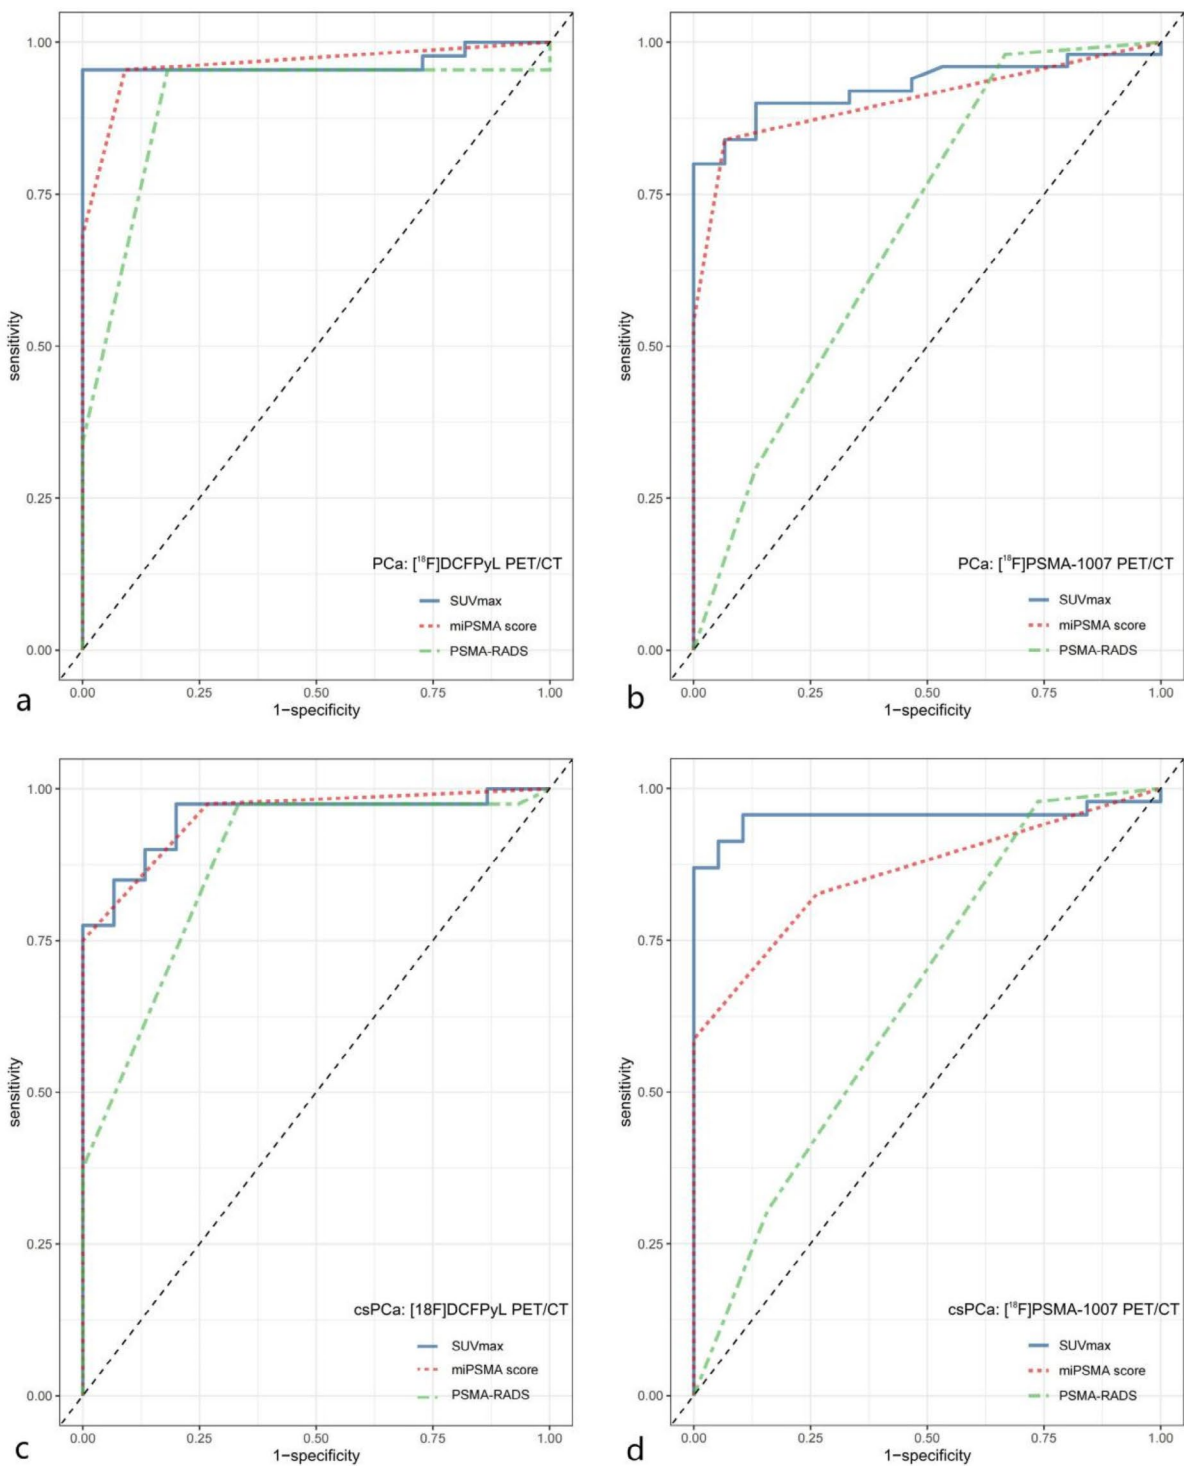 1.00
0.75
0.50
0.25
0.00
sensitivity
PCa: [¹⁸F]DCFPyL PET/CT
SUVmax
miPSMA score
PSMA-RADS
0.00 0.25 0.50 0.75 1.00
1−specificity
a
1.00
0.75
0.50
0.25
0.00
sensitivity
PCa: [¹⁸F]PSMA-1007 PET/CT
SUVmax
miPSMA score
PSMA-RADS
0.00 0.25 0.50 0.75 1.00
1−specificity
b
1.00
0.75
0.50
0.25
0.00
sensitivity
csPCa: [18F]DCFPyL PET/CT
SUVmax
miPSMA score
PSMA-RADS
0.00 0.25 0.50 0.75 1.00
1−specificity
c
1.00
0.75
0.50
0.25
0.00
sensitivity
csPCa: [¹⁸F]PSMA-1007 PET/CT
SUVmax
miPSMA score
PSMA-RADS
0.00 0.25 0.50 0.75 1.00
1−specificity
d